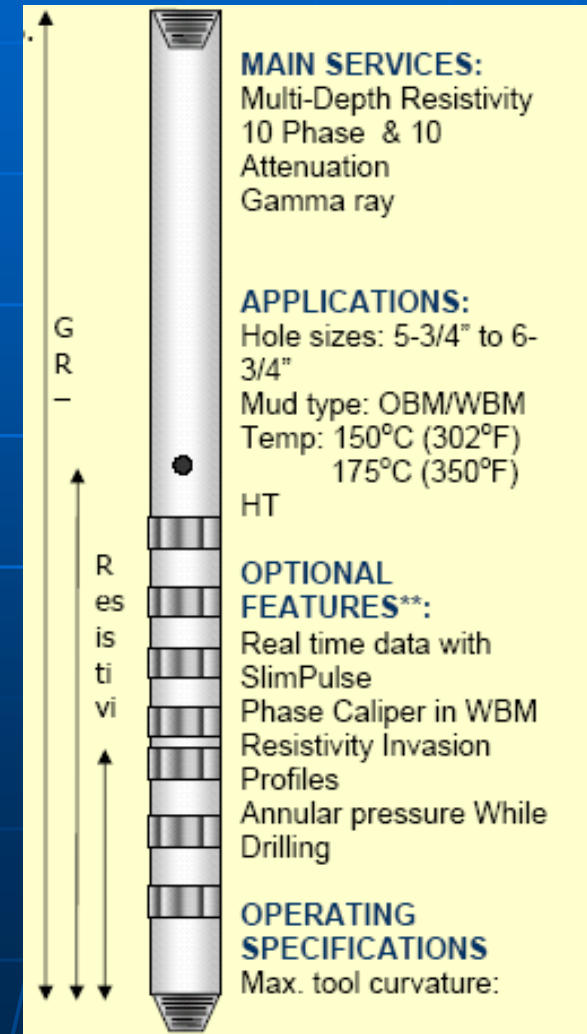 MAIN SERVICES:
Multi-Depth Resistivity
10 Phase & 10
Attenuation
Gamma ray
APPLICATIONS:
Hole sizes: 5-3/4" to 6-
3/4"
Mud type: OBM/WBM
Temp: 150°C (302°F)
175°C (350°F)
HT
OPTIONAL
FEATURES**:
Real time data with
SlimPulse
Phase Caliper in WBM
Resistivity Invasion
Profiles
Annular pressure While
Drilling
OPERATING
SPECIFICATIONS
Max. tool curvature:
G
R
–
R
es
is
ti
vi